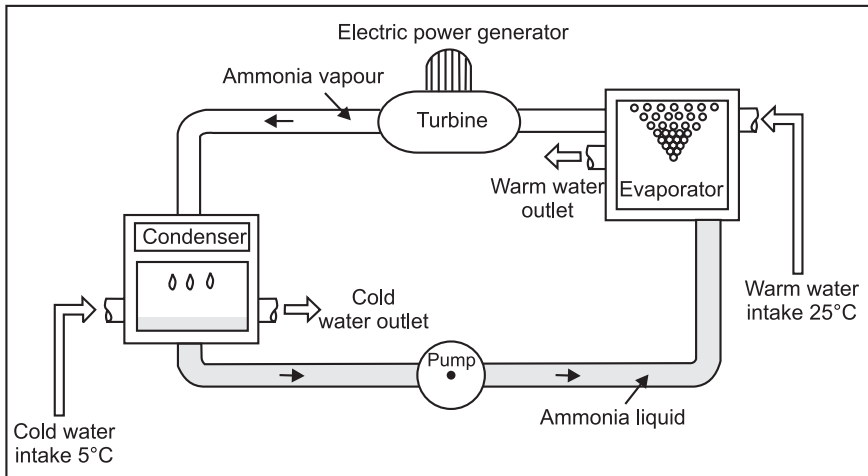 Electric power generator
Ammonia vapour
Turbine
Warm water
outlet
Evaporator
Condenser
Cold
water outlet
Warm water
intake 25°C
Pump
Ammonia liquid
Cold water
intake 5°C